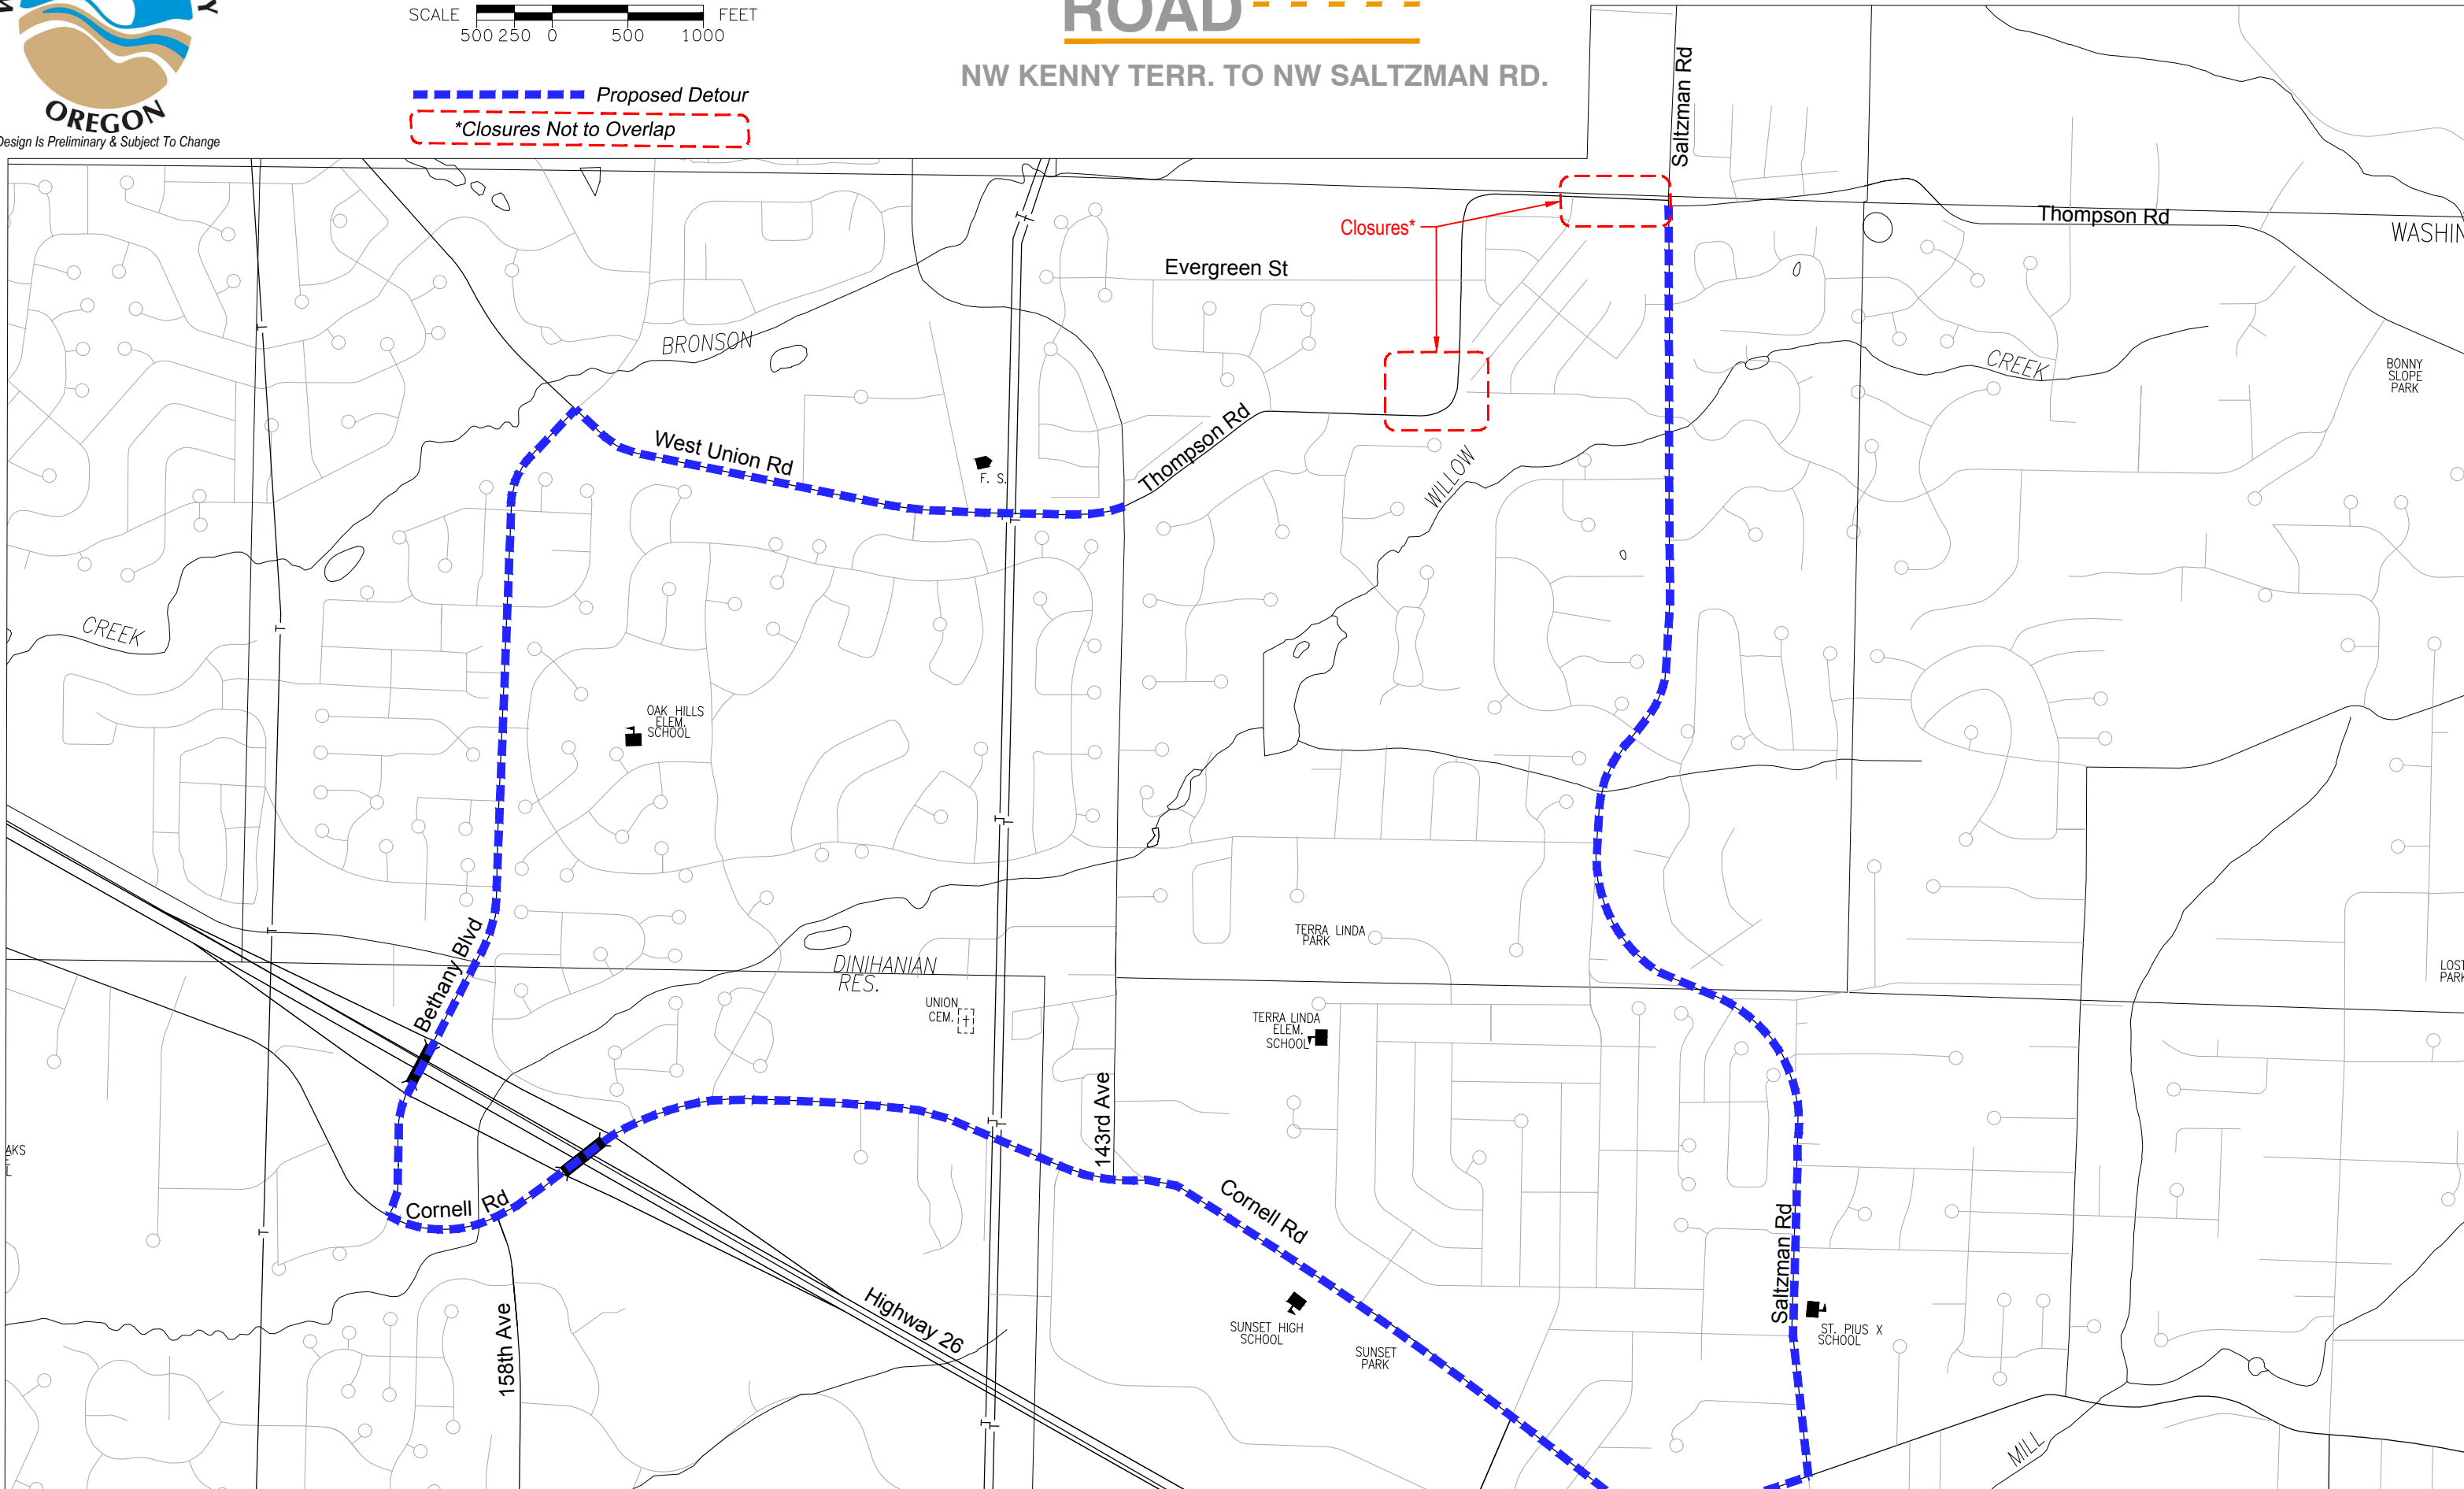 SCALE
FEET
500 250 0 500 1000
ROAD
NW KENNY TERR. TO NW SALTZMAN RD.
Proposed Detour
*Closures Not to Overlap
OREGON
Design Is Preliminary & Subject To Change
Saltzman Rd
Closures*
Thompson Rd
WASHIN
Evergreen St
BRONSON
CREEK
BONNY
SLOPE
PARK
West Union Rd
Thompson Rd
F. S.
WILLOW
CREEK
OAK HILLS
ELEM.
SCHOOL
Bethany Blvd
DINIHANIAN
RES.
TERRA LINDA
PARK
LOST
PARK
UNION
CEM.
TERRA LINDA
ELEM.
SCHOOL
143rd Ave
AKS
E
L
Cornell Rd
Cornell Rd
Saltzman Rd
Highway 26
158th Ave
SUNSET HIGH
SCHOOL
SUNSET
PARK
ST. PIUS X
SCHOOL
MILL